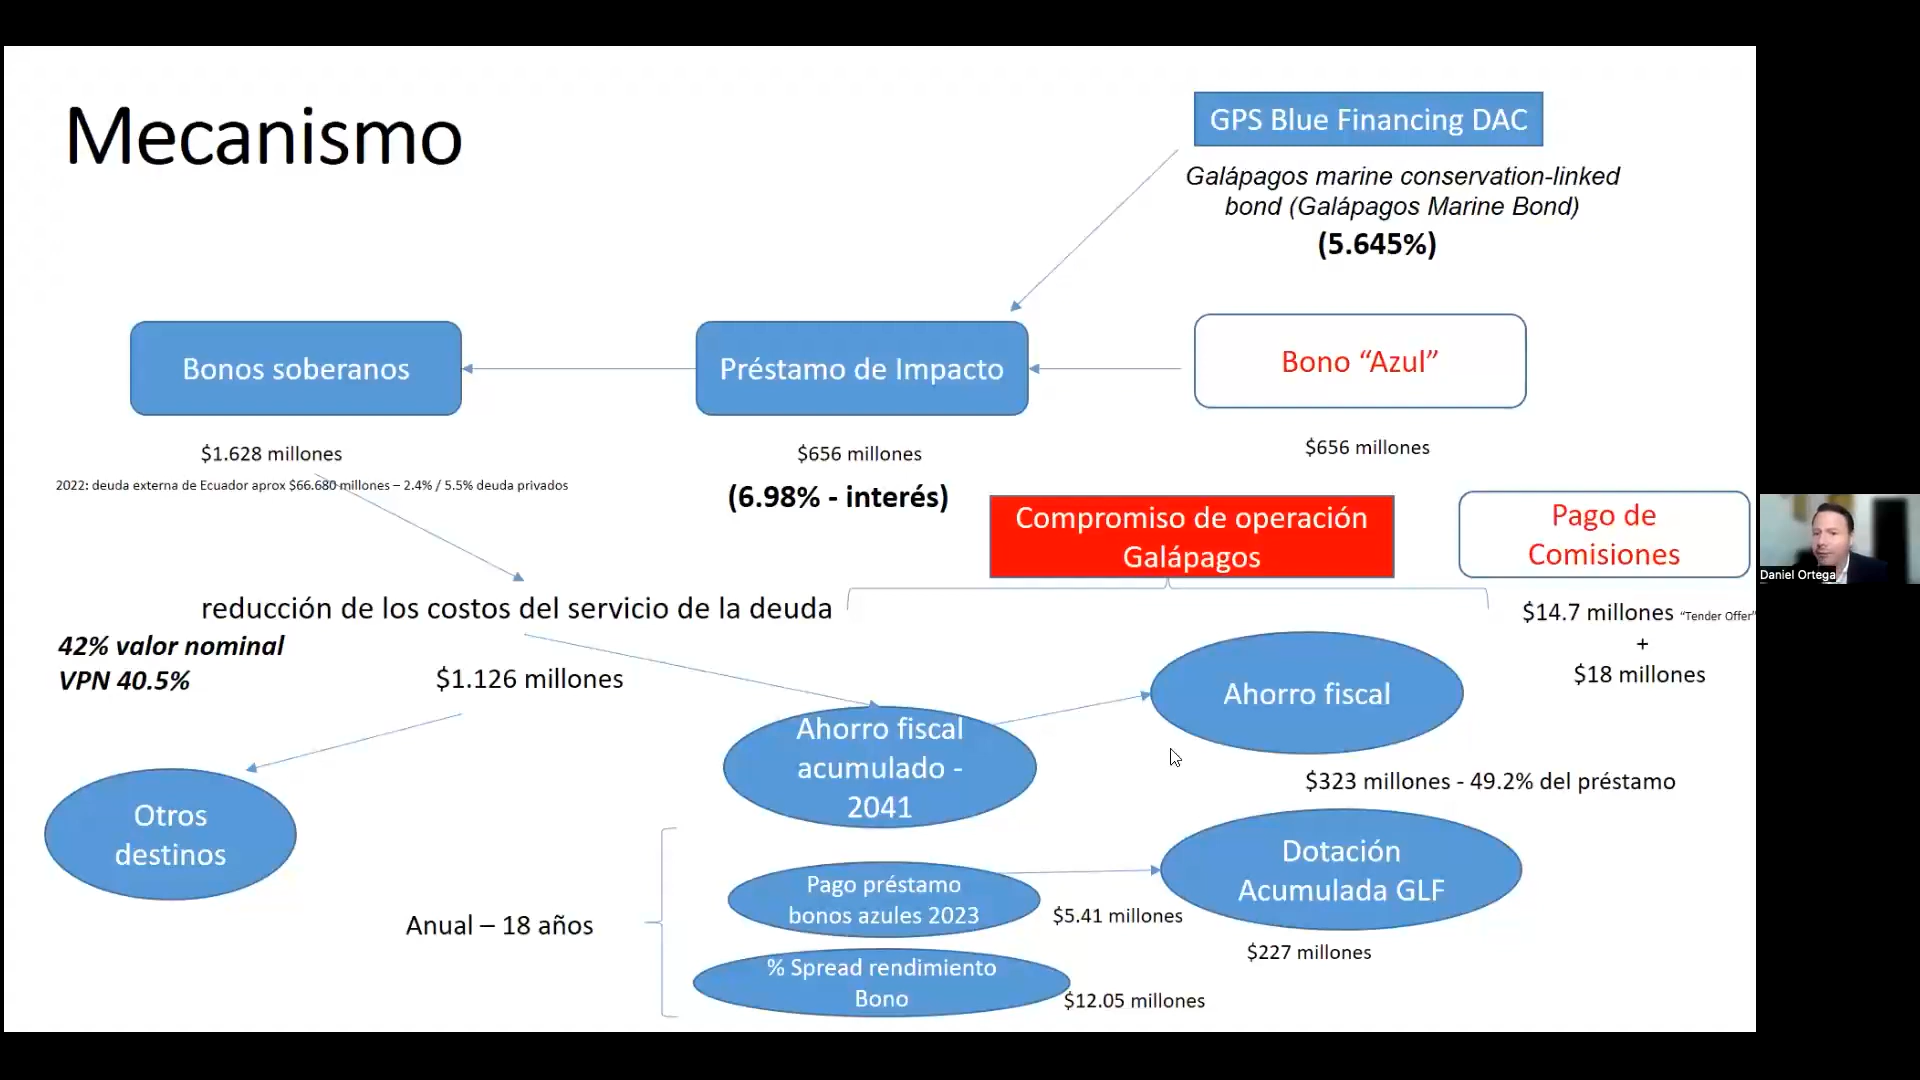 Mecanismo
GPS Blue Financing DAC
Galápagos marine conservation-linked
bond (Galápagos Marine Bond)
(5.645%)
Bonos soberanos
Préstamo de Impacto
Bono “Azul”
$1.628 millones
$656 millones
$656 millones
2022: deuda externa de Ecuador aprox $66.680 millones – 2.4% / 5.5% deuda privados
(6.98% - interés)
Compromiso de operación
Galápagos
Pago de
Comisiones
Daniel Ortega
reducción de los costos del servicio de la deuda
$14.7 millones “Tender Offer”
+
$18 millones
42% valor nominal
VPN 40.5%
$1.126 millones
Ahorro fiscal
acumulado -
2041
Ahorro fiscal
$323 millones - 49.2% del préstamo
Otros
destinos
Dotación
Acumulada GLF
$227 millones
Anual – 18 años
Pago préstamo
bonos azules 2023
$5.41 millones
% Spread rendimiento
Bono
$12.05 millones